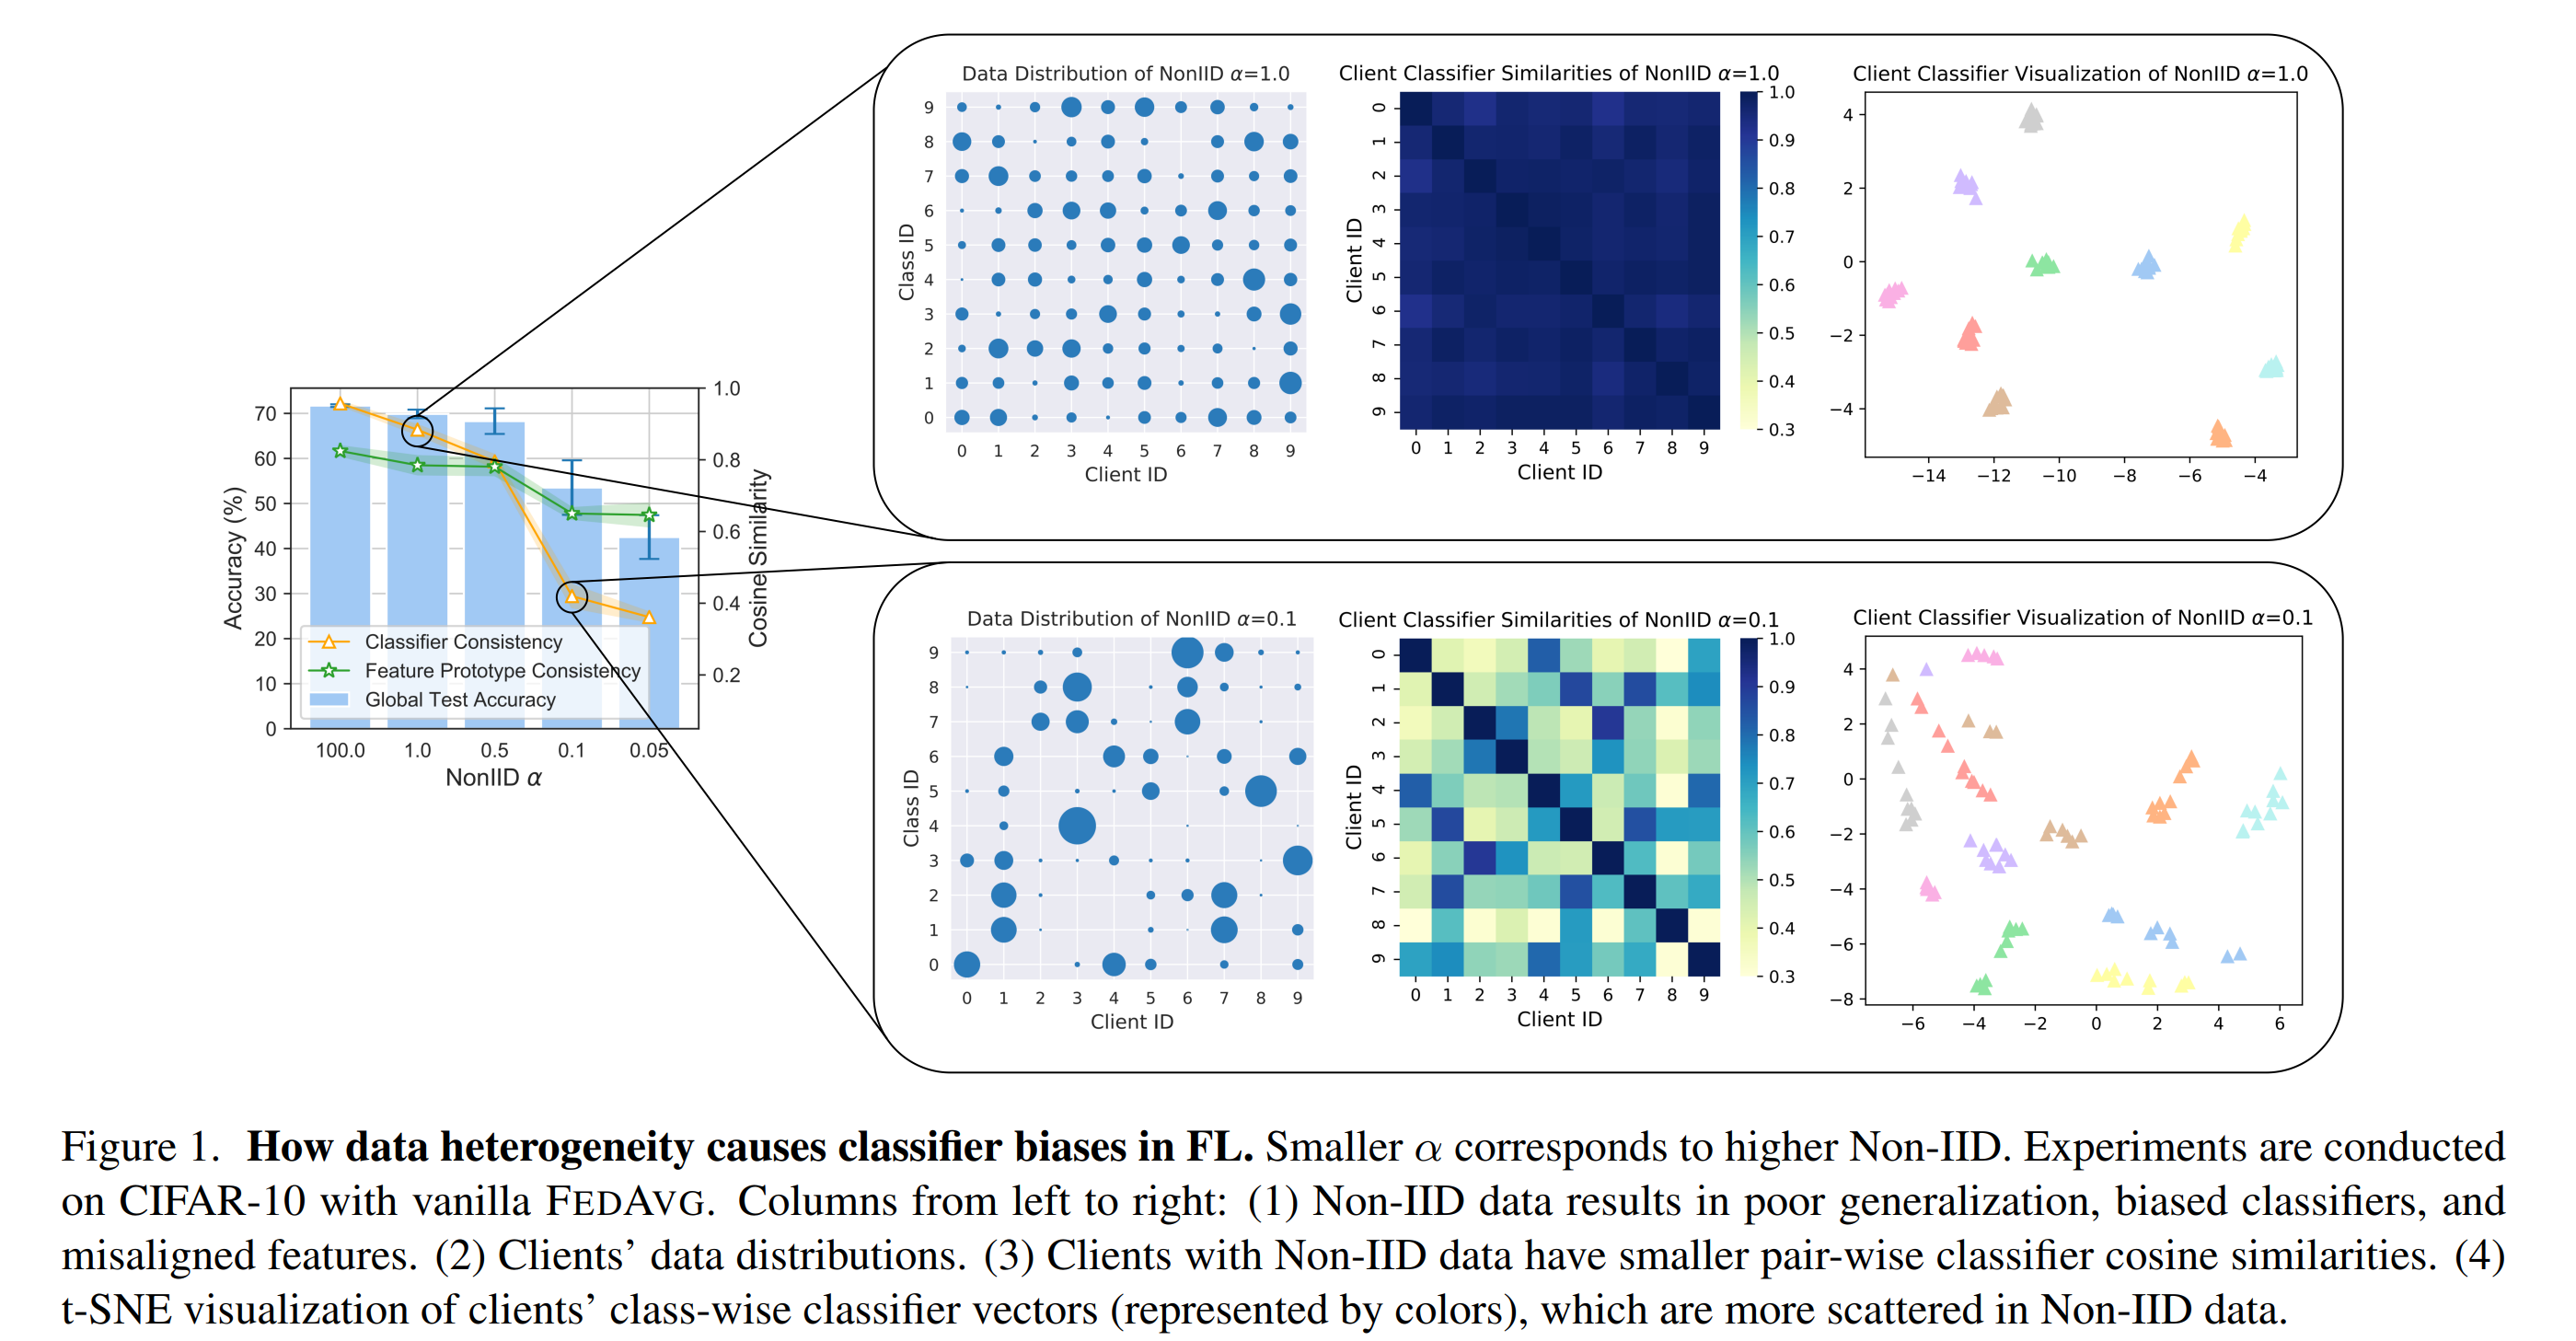 Data Distribution of NonIID α=1.0
Class ID
9
8
7
6
5
4
3
2
1
0
0 1 2 3 4 5 6 7 8 9
Client ID
Client Classifier Similarities of NonIID α=1.0
Client ID
0
1
2
3
4
5
6
7
8
9
0 1 2 3 4 5 6 7 8 9
Client ID
1.0
0.9
0.8
0.7
0.6
0.5
0.4
0.3
Client Classifier Visualization of NonIID α=1.0
4
2
0
−2
−4
−14 −12 −10 −8 −6 −4
Accuracy (%)
70
60
50
40
30
20
10
0
1.0
0.8
0.6
0.4
0.2
Cosine Similarity
Classifier Consistency
Feature Prototype Consistency
Global Test Accuracy
100.0 1.0 0.5 0.1 0.05
NonIID α
Data Distribution of NonIID α=0.1
Class ID
9
8
7
6
5
4
3
2
1
0
0 1 2 3 4 5 6 7 8 9
Client ID
Client Classifier Similarities of NonIID α=0.1
Client ID
0
1
2
3
4
5
6
7
8
9
0 1 2 3 4 5 6 7 8 9
Client ID
1.0
0.9
0.8
0.7
0.6
0.5
0.4
0.3
Client Classifier Visualization of NonIID α=0.1
4
2
0
−2
−4
−6
−8
−6 −4 −2 0 2 4 6
Figure 1. How data heterogeneity causes classifier biases in FL. Smaller α corresponds to higher Non-IID. Experiments are conducted
on CIFAR-10 with vanilla FEDAVG. Columns from left to right: (1) Non-IID data results in poor generalization, biased classifiers, and
misaligned features. (2) Clients’ data distributions. (3) Clients with Non-IID data have smaller pair-wise classifier cosine similarities. (4)
t-SNE visualization of clients’ class-wise classifier vectors (represented by colors), which are more scattered in Non-IID data.